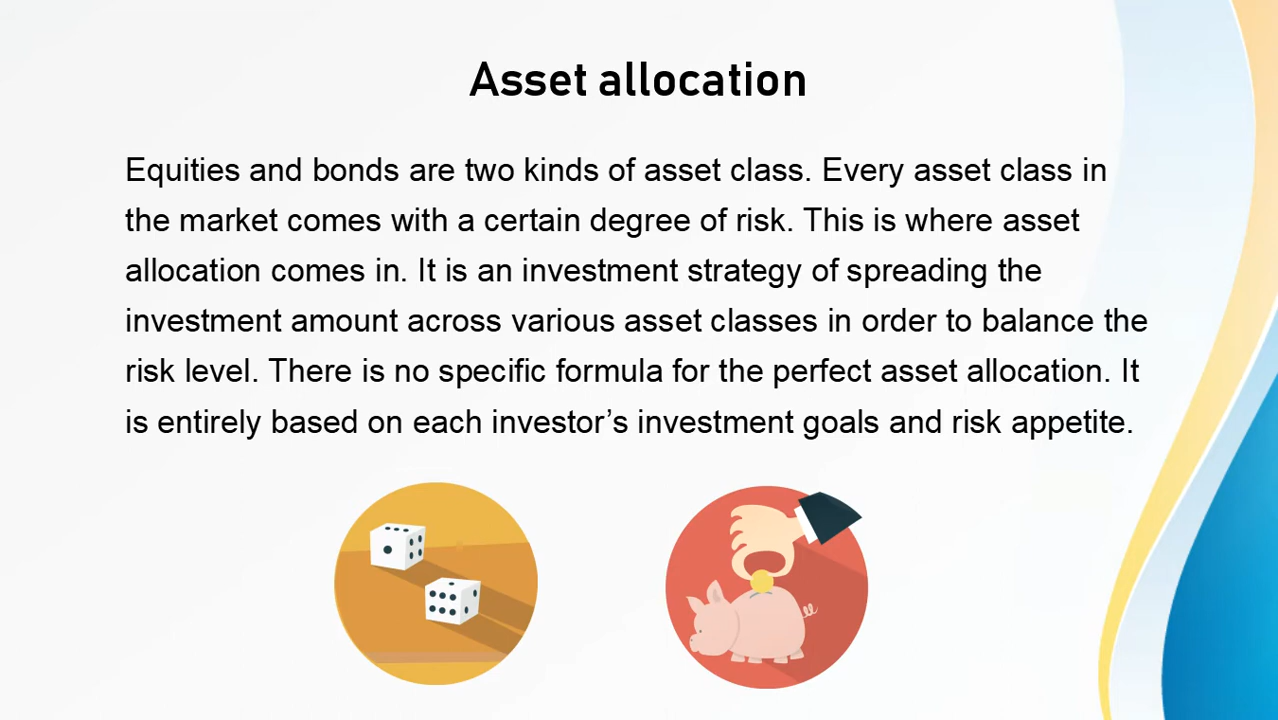 Asset allocation
Equities and bonds are two kinds of asset class. Every asset class in
the market comes with a certain degree of risk. This is where asset
allocation comes in. It is an investment strategy of spreading the
investment amount across various asset classes in order to balance the
risk level. There is no specific formula for the perfect asset allocation. It
is entirely based on each investor’s investment goals and risk appetite.